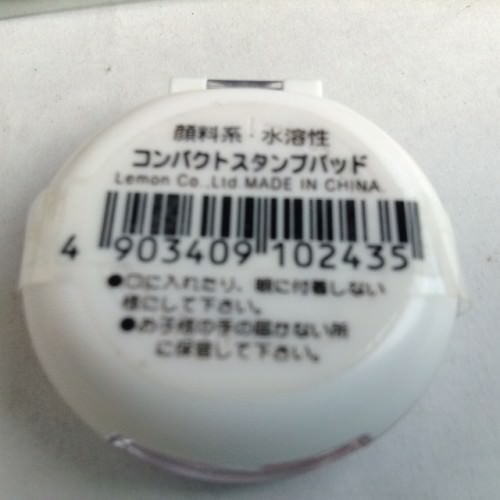 顔料系・水溶性
コンパクトスタンプパッド
Lemon Co.,Ltd MADE IN CHINA.
4 903409 102435
●口に入れたり、眼に付着しない
様にして下さい。
●お子様の手の届かない所
に保管して下さい。